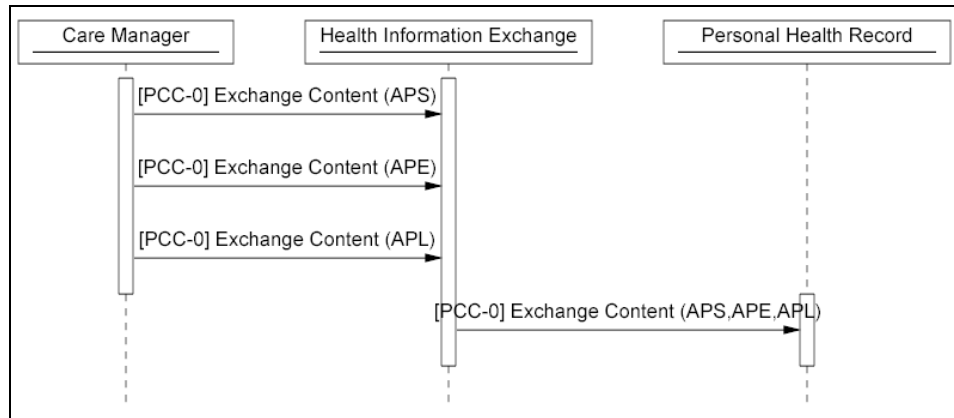 Care Manager
Health Information Exchange
Personal Health Record
[PCC-0] Exchange Content (APS)
[PCC-0] Exchange Content (APE)
[PCC-0] Exchange Content (APL)
[PCC-0] Exchange Content (APS,APE,APL)